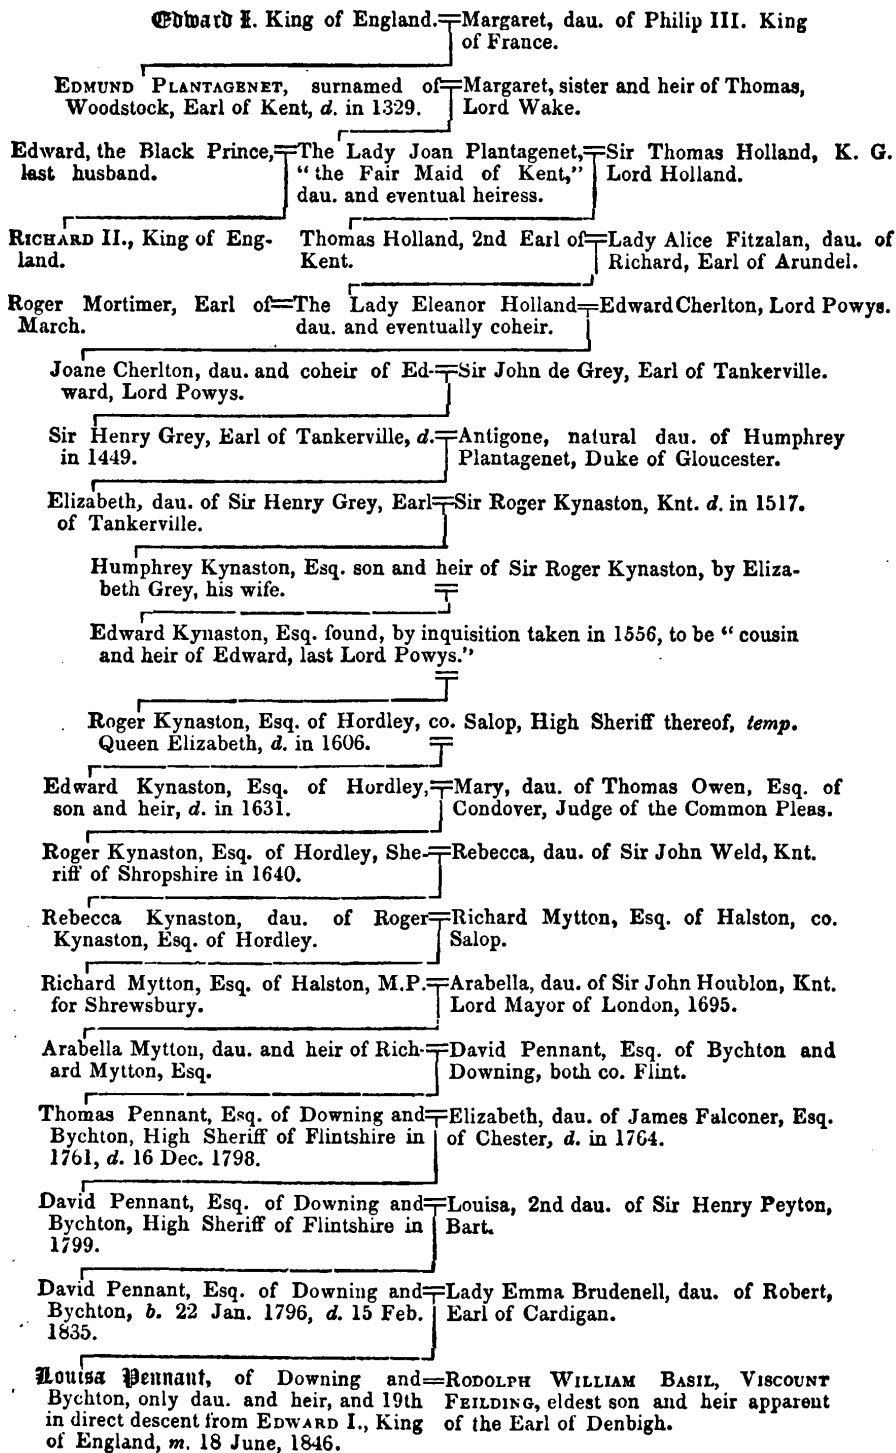 Edward I. King of England. = Margaret, dau. of Philip III. King
of France.
EDMUND PLANTAGENET, surnamed of = Margaret, sister and heir of Thomas,
Woodstock, Earl of Kent, d. in 1329. Lord Wake.
Edward, the Black Prince, = The Lady Joan Plantagenet, = Sir Thomas Holland, K. G.
last husband. "the Fair Maid of Kent," Lord Holland.
dau. and eventual heiress.
RICHARD II., King of Eng- Thomas Holland, 2nd Earl of = Lady Alice Fitzalan, dau. of
land. Kent. Richard, Earl of Arundel.
Roger Mortimer, Earl of = The Lady Eleanor Holland = Edward Cherlton, Lord Powys.
March. dau. and eventually coheir.
Joane Cherlton, dau. and coheir of Ed- = Sir John de Grey, Earl of Tankerville.
ward, Lord Powys.
Sir Henry Grey, Earl of Tankerville, d. = Antigone, natural dau. of Humphrey
in 1449. Plantagenet, Duke of Gloucester.
Elizabeth, dau. of Sir Henry Grey, Earl = Sir Roger Kynaston, Knt. d. in 1517.
of Tankerville.
Humphrey Kynaston, Esq. son and heir of Sir Roger Kynaston, by Eliza-
beth Grey, his wife. =
Edward Kynaston, Esq. found, by inquisition taken in 1556, to be "cousin
and heir of Edward, last Lord Powys."
=
Roger Kynaston, Esq. of Hordley, co. Salop, High Sheriff thereof, temp.
Queen Elizabeth, d. in 1606. =
Edward Kynaston, Esq. of Hordley, = Mary, dau. of Thomas Owen, Esq. of
son and heir, d. in 1631. Condover, Judge of the Common Pleas.
Roger Kynaston, Esq. of Hordley, She- = Rebecca, dau. of Sir John Weld, Knt.
riff of Shropshire in 1640.
Rebecca Kynaston, dau. of Roger = Richard Mytton, Esq. of Halston, co.
Kynaston, Esq. of Hordley. Salop.
Richard Mytton, Esq. of Halston, M.P. = Arabella, dau. of Sir John Houblon, Knt.
for Shrewsbury. Lord Mayor of London, 1695.
Arabella Mytton, dau. and heir of Rich- = David Pennant, Esq. of Bychton and
ard Mytton, Esq. Downing, both co. Flint.
Thomas Pennant, Esq. of Downing and = Elizabeth, dau. of James Falconer, Esq.
Bychton, High Sheriff of Flintshire in of Chester, d. in 1764.
1761, d. 16 Dec. 1798.
David Pennant, Esq. of Downing and = Louisa, 2nd dau. of Sir Henry Peyton,
Bychton, High Sheriff of Flintshire in Bart.
1799.
David Pennant, Esq. of Downing and = Lady Emma Brudenell, dau. of Robert,
Bychton, b. 22 Jan. 1796, d. 15 Feb. Earl of Cardigan.
1835.
Louisa Pennant, of Downing and = RODOLPH WILLIAM BASIL, VISCOUNT
Bychton, only dau. and heir, and 19th FEILDING, eldest son and heir apparent
in direct descent from EDWARD I., King of the Earl of Denbigh.
of England, m. 18 June, 1846.